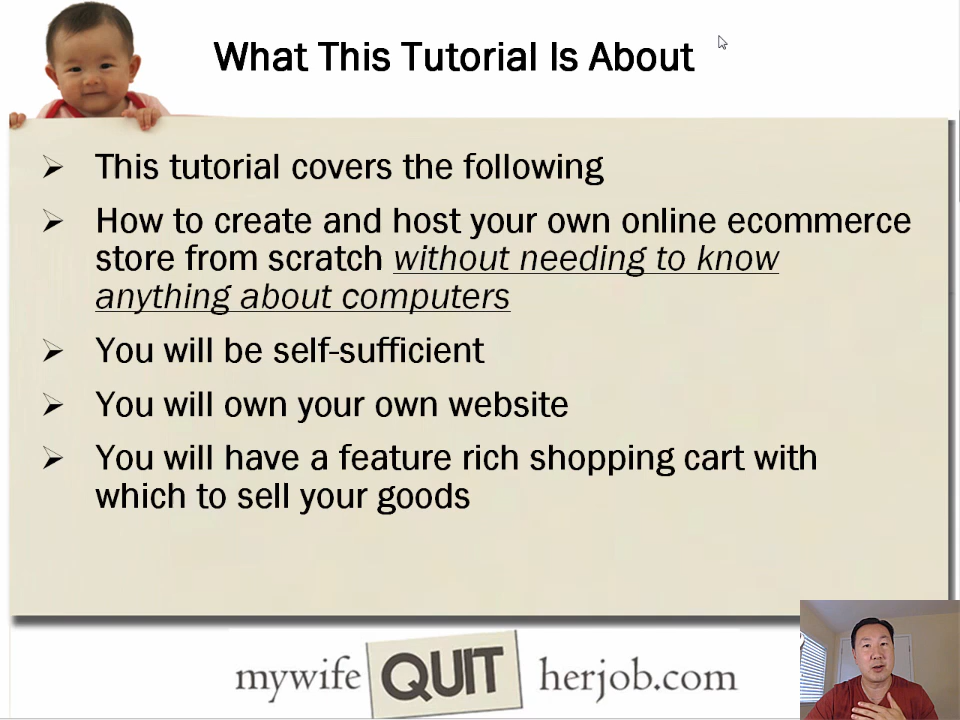 What This Tutorial Is About
This tutorial covers the following
How to create and host your own online ecommerce
store from scratch without needing to know
anything about computers
You will be self-sufficient
You will own your own website
You will have a feature rich shopping cart with
which to sell your goods
mywife QUIT herjob.com